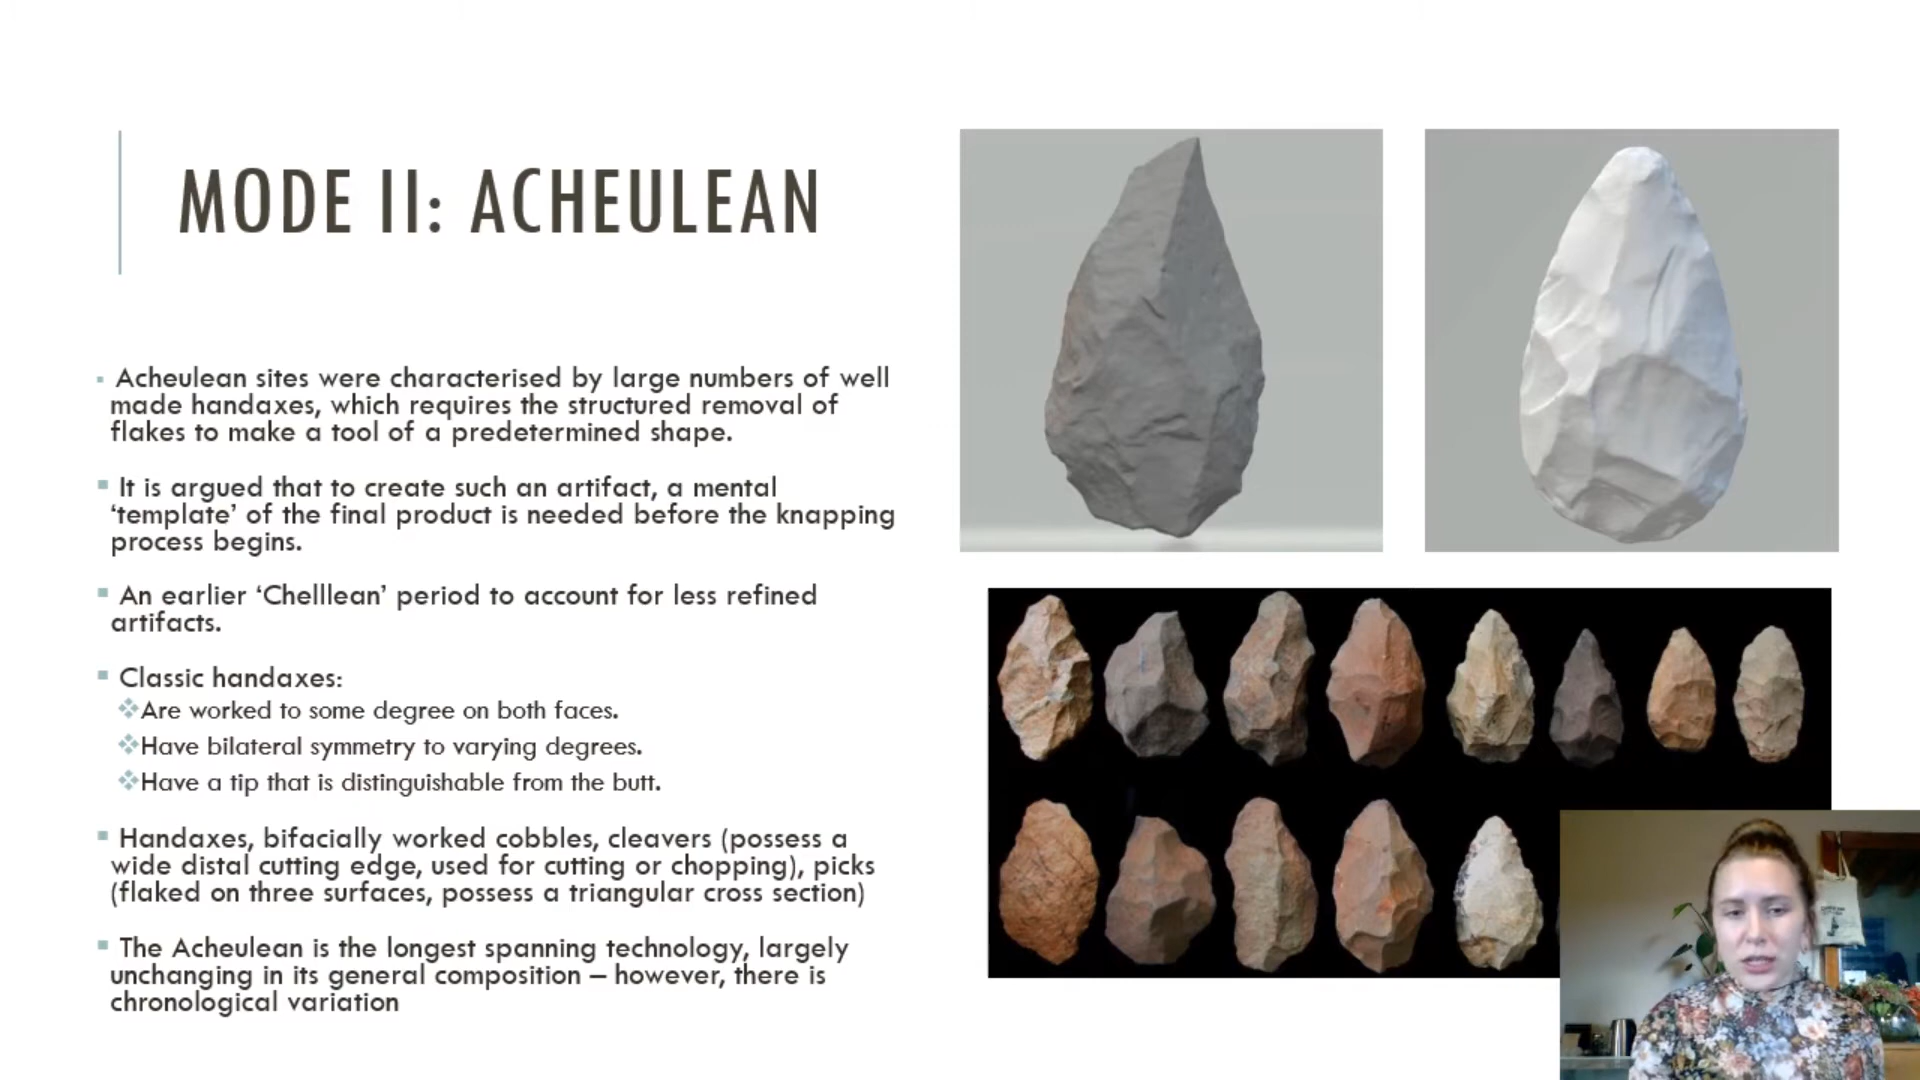 MODE II: ACHEULEAN
▪ Acheulean sites were characterised by large numbers of well
made handaxes, which requires the structured removal of
flakes to make a tool of a predetermined shape.
▪ It is argued that to create such an artifact, a mental
‘template’ of the final product is needed before the knapping
process begins.
▪ An earlier ‘Chelllean’ period to account for less refined
artifacts.
▪ Classic handaxes:
❖Are worked to some degree on both faces.
❖Have bilateral symmetry to varying degrees.
❖Have a tip that is distinguishable from the butt.
▪ Handaxes, bifacially worked cobbles, cleavers (possess a
wide distal cutting edge, used for cutting or chopping), picks
(flaked on three surfaces, possess a triangular cross section)
▪ The Acheulean is the longest spanning technology, largely
unchanging in its general composition – however, there is
chronological variation